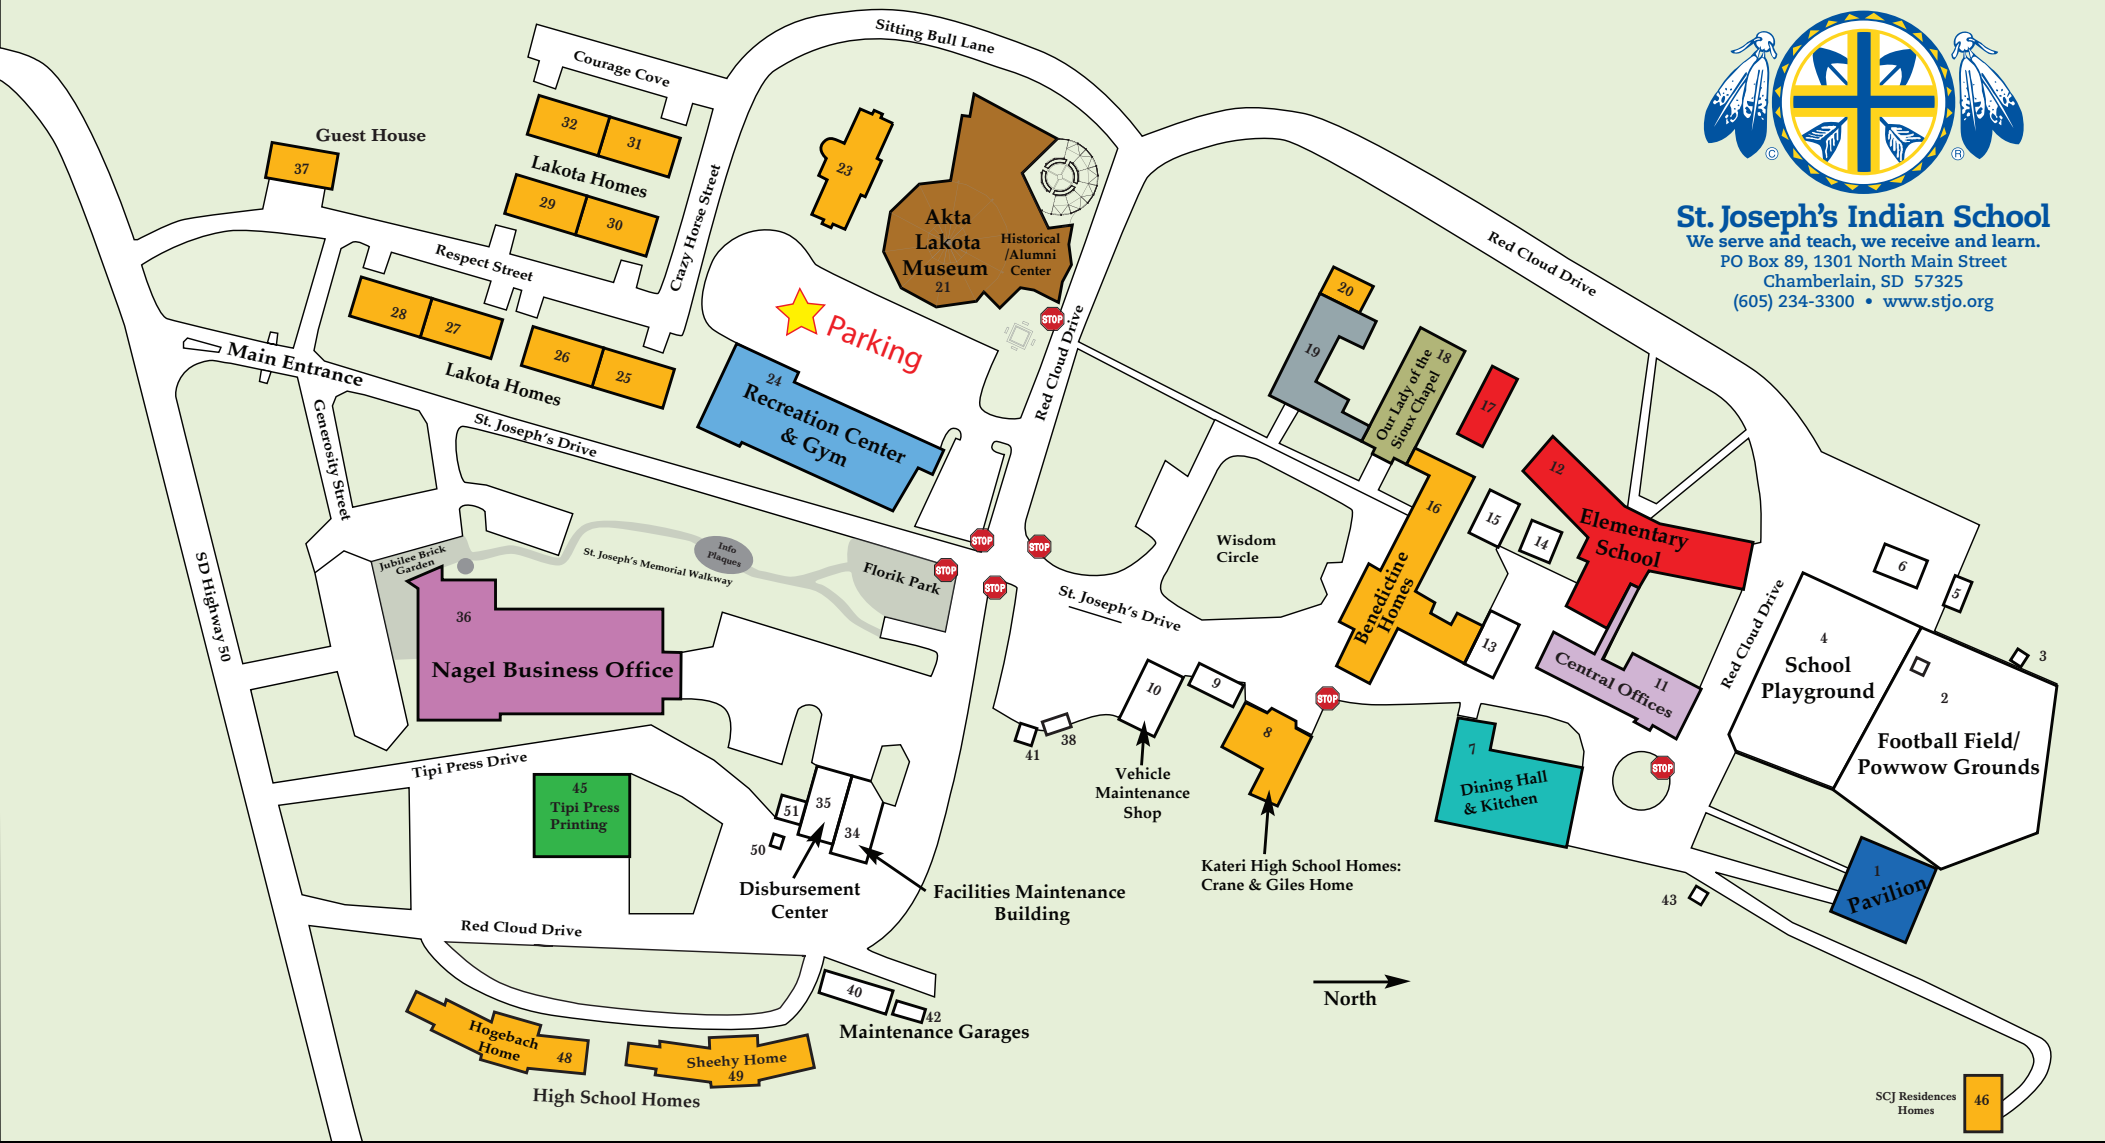 St. Joseph's Indian School
We serve and teach, we receive and learn.
PO Box 89, 1301 North Main Street
Chamberlain, SD 57325
(605) 234-3300 • www.stjo.org
©
®
Sitting Bull Lane
Courage Cove
32
31
Lakota Homes
29
30
Guest House
37
Respect Street
Crazy Horse Street
23
Akta
Lakota
Museum
21
Historical
/Alumni
Center
STOP
Red Cloud Drive
Red Cloud Drive
28
27
26
25
Lakota Homes
Main Entrance
Parking
24
Recreation Center
& Gym
St. Joseph's Drive
Generosity Street
SD Highway 50
20
19
18
Our Lady of the
Sioux Chapel
17
16
Benedictine
Homes
15
14
13
12
Elementary
School
11
Central Offices
Wisdom
Circle
STOP
STOP
STOP
STOP
Jubilee Brick
Garden
St. Joseph's Memorial Walkway
Info
Plaques
Florik Park
St. Joseph's Drive
36
Nagel Business Office
6
5
4
School
Playground
3
2
Football Field/
Powwow Grounds
Red Cloud Drive
10
9
8
STOP
7
Dining Hall
& Kitchen
STOP
41
38
Vehicle
Maintenance
Shop
Kateri High School Homes:
Crane & Giles Home
1
Pavilion
43
Tipi Press Drive
45
Tipi Press
Printing
51
35
34
50
Disbursement
Center
Facilities Maintenance
Building
Red Cloud Drive
40
42
Maintenance Garages
North
Hogebach
Home
48
Sheehy Home
49
High School Homes
SCJ Residences
Homes
46